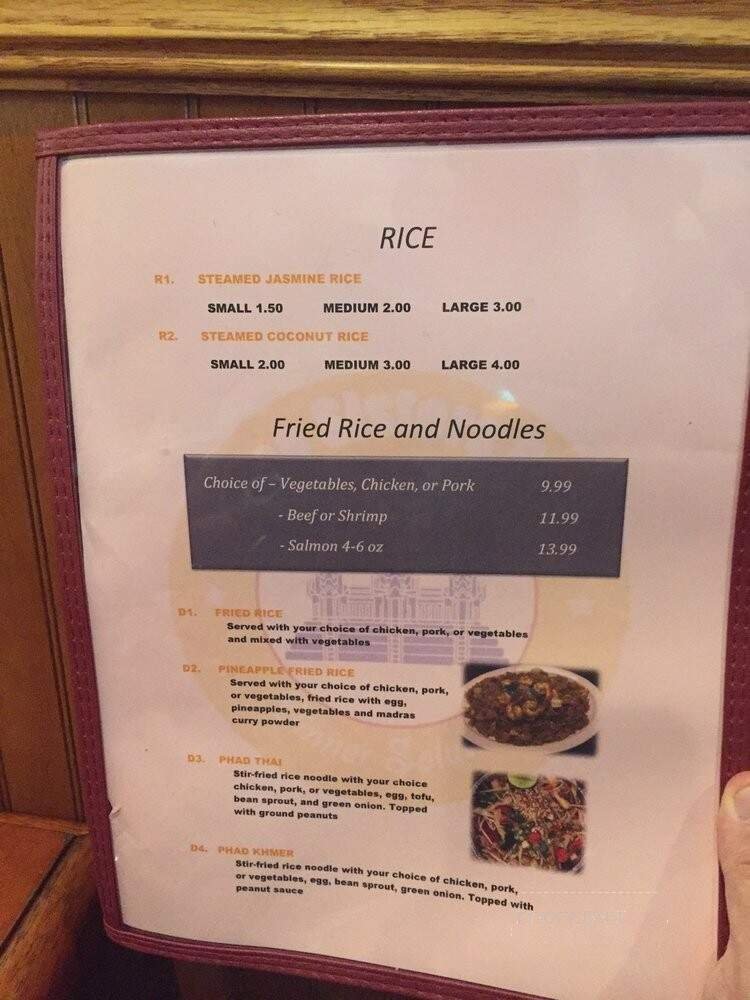 RICE
R1. STEAMED JASMINE RICE
SMALL 1.50 MEDIUM 2.00 LARGE 3.00
R2. STEAMED COCONUT RICE
SMALL 2.00 MEDIUM 3.00 LARGE 4.00
Fried Rice and Noodles
Choice of – Vegetables, Chicken, or Pork 9.99
- Beef or Shrimp 11.99
- Salmon 4-6 oz 13.99
D1. FRIED RICE
Served with your choice of chicken, pork, or vegetables
and mixed with vegetables
D2. PINEAPPLE FRIED RICE
Served with your choice of chicken, pork,
or vegetables, fried rice with egg,
pineapples, vegetables and madras
curry powder
D3. PHAD THAI
Stir-fried rice noodle with your choice
chicken, pork, or vegetables, egg, tofu,
bean sprout, and green onion. Topped
with ground peanuts
D4. PHAD KHMER
Stir-fried rice noodle with your choice of chicken, pork,
or vegetables, egg, bean sprout, green onion. Topped with
peanut sauce